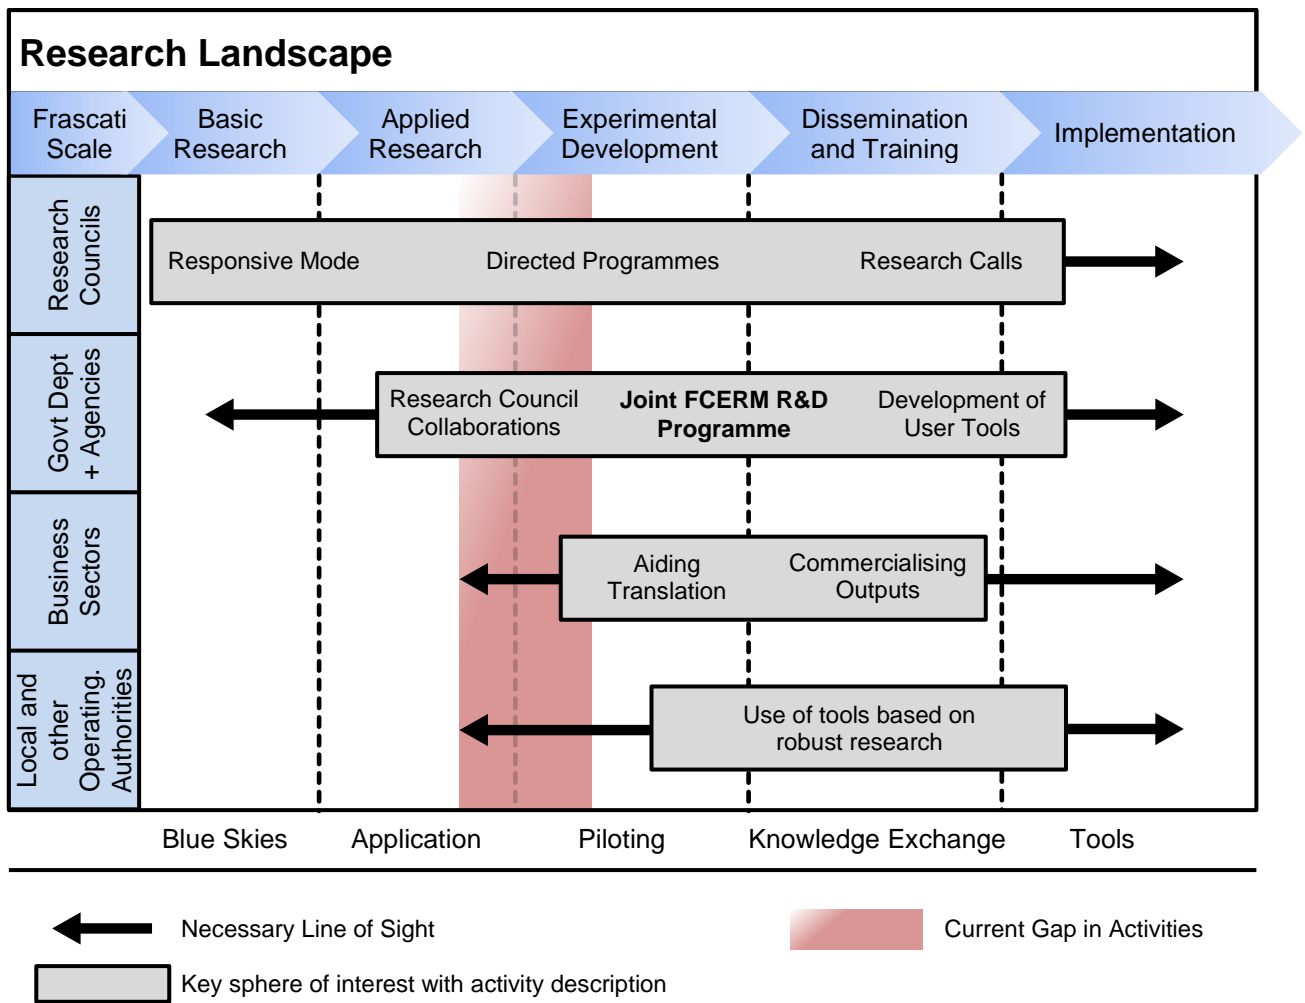 Research Landscape
Frascati
Scale
Basic
Research
Applied
Research
Experimental
Development
Dissemination
and Training
Implementation
Research
Councils
Responsive Mode
Directed Programmes
Research Calls
Govt Dept
+ Agencies
Research Council
Collaborations
Joint FCERM R&D
Programme
Development of
User Tools
Business
Sectors
Aiding
Translation
Commercialising
Outputs
Local and
other
Operating.
Authorities
Use of tools based on
robust research
Blue Skies
Application
Piloting
Knowledge Exchange
Tools
Necessary Line of Sight
Current Gap in Activities
Key sphere of interest with activity description